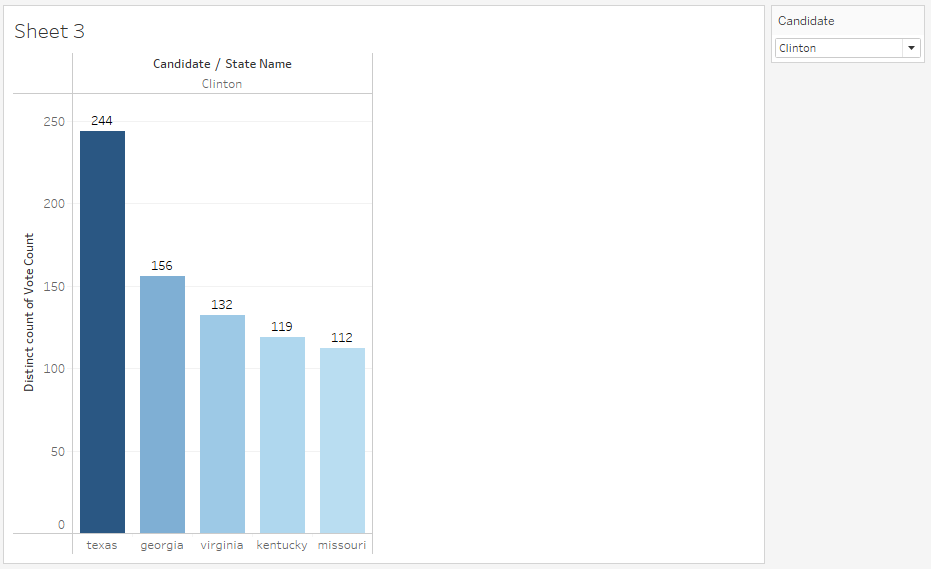 Sheet 3
Candidate / State Name
Clinton
250
200
150
100
50
0
Distinct count of Vote Count
244
156
132
119
112
texas georgia virginia kentucky missouri
Candidate
Clinton